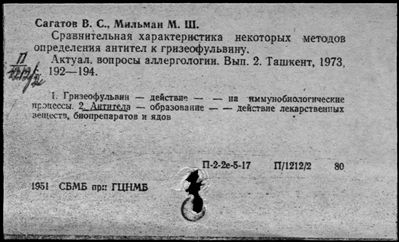 Сагатов В. С., Мильман М. Ш.
Сравнительная характеристика некоторых методов
определения антител к гризеофульвину.
Актуал. вопросы аллергологии. Вып. 2. Ташкент, 1973,
192—194.
1. Гризеофульвин — действие — — на иммунобиологические
процессы. 2. Антитела — образование — — действие лекарственных
веществ, биопрепаратов и ядов
П-2-2е-5-17 П/1212/2 80
1951 СБМБ при ГЦНМБ